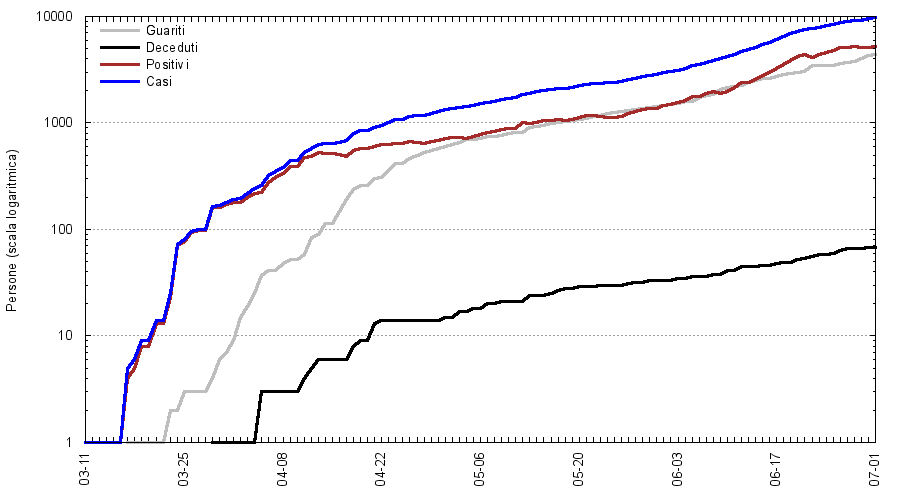 10000
1000
100
10
1
Persone (scala logaritmica)
Guariti
Deceduti
Positivi
Casi
03-11
03-25
04-08
04-22
05-06
05-20
06-03
06-17
07-01